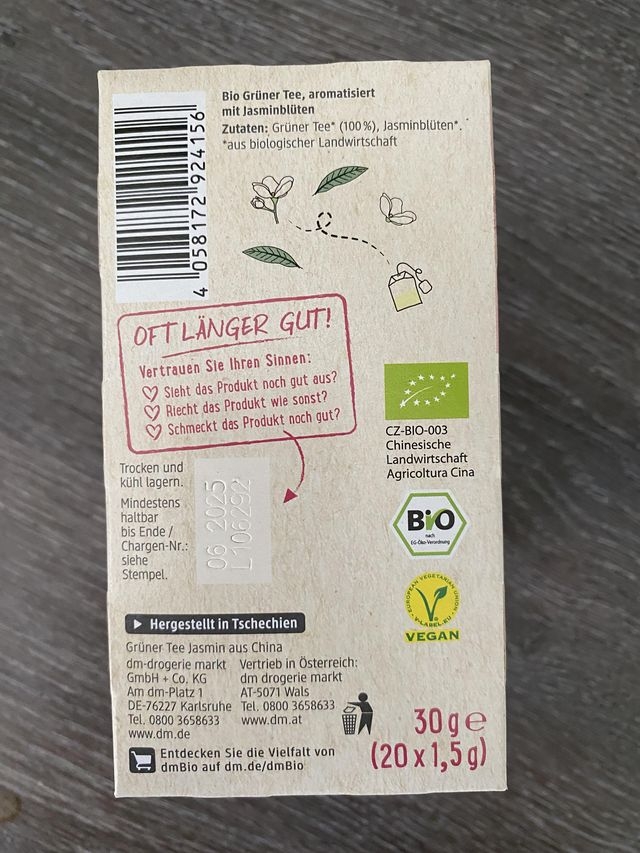 Bio Grüner Tee, aromatisiert
mit Jasminblüten
Zutaten: Grüner Tee* (100 %), Jasminblüten*.
*aus biologischer Landwirtschaft
4 058172 924156
OFT LÄNGER GUT!
Vertrauen Sie Ihren Sinnen:
Sieht das Produkt noch gut aus?
Riecht das Produkt wie sonst?
Schmeckt das Produkt noch gut?
CZ-BIO-003
Chinesische
Landwirtschaft
Agricoltura Cina
Trocken und
kühl lagern.
Mindestens
haltbar
bis Ende /
Chargen-Nr.:
siehe
Stempel.
06 2025
L106292
BIO
nach
EG-Öko-Verordnung
EUROPEAN VEGETARIAN UNION
V-LABEL.EU
VEGAN
Hergestellt in Tschechien
Grüner Tee Jasmin aus China
dm-drogerie markt
GmbH + Co. KG
Am dm-Platz 1
DE-76227 Karlsruhe
Tel. 0800 3658633
www.dm.de
Vertrieb in Österreich:
dm drogerie markt
AT-5071 Wals
Tel. 0800 3658633
www.dm.at
Entdecken Sie die Vielfalt von
dmBio auf dm.de/dmBio
30 g e
(20 x 1,5 g)